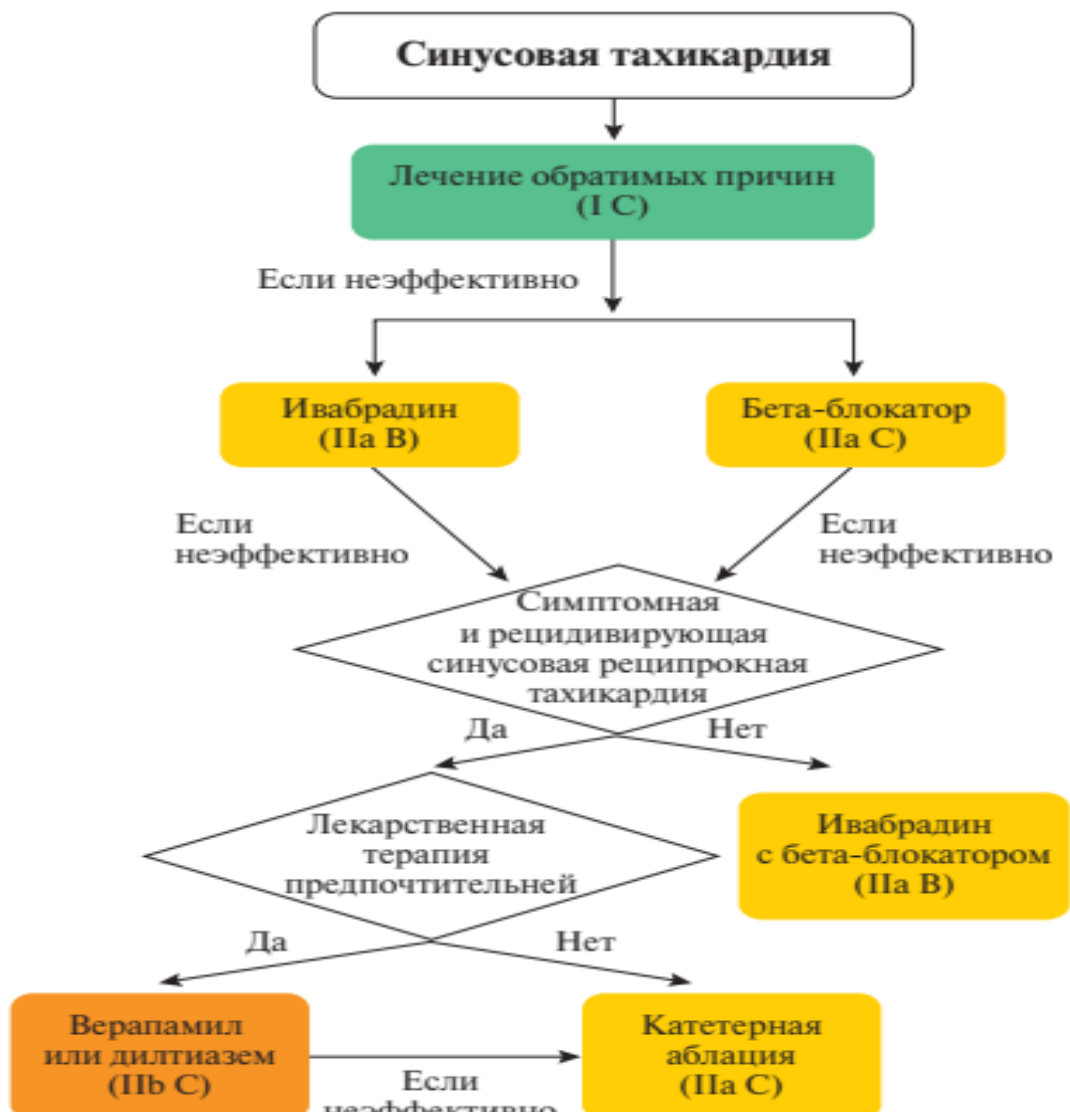 Синусовая тахикардия
Лечение обратимых причин
(I C)
Если неэффективно
Ивабрадин
(IIa B)
Бета-блокатор
(IIa C)
Если
неэффективно
Если
неэффективно
Симптомная
и рецидивирующая
синусовая реципрокная
тахикардия
Да
Нет
Лекарственная
терапия
предпочтительней
Ивабрадин
с бета-блокатором
(IIa B)
Да
Нет
Верапамил
или дилтиазем
(IIb C)
Если
неэффективно
Катетерная
аблация
(IIa C)